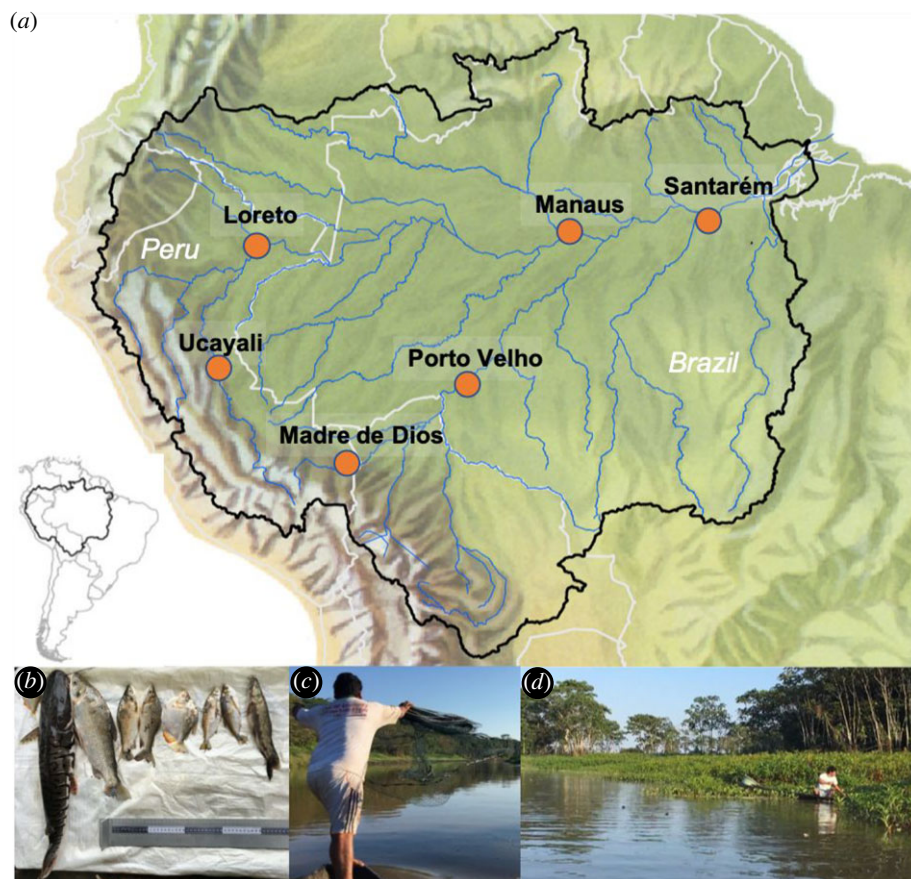 (a)
Santarém
Manaus
Loreto
Peru
Ucayali
Porto Velho
Brazil
Madre de Dios
(b)
(c)
(d)